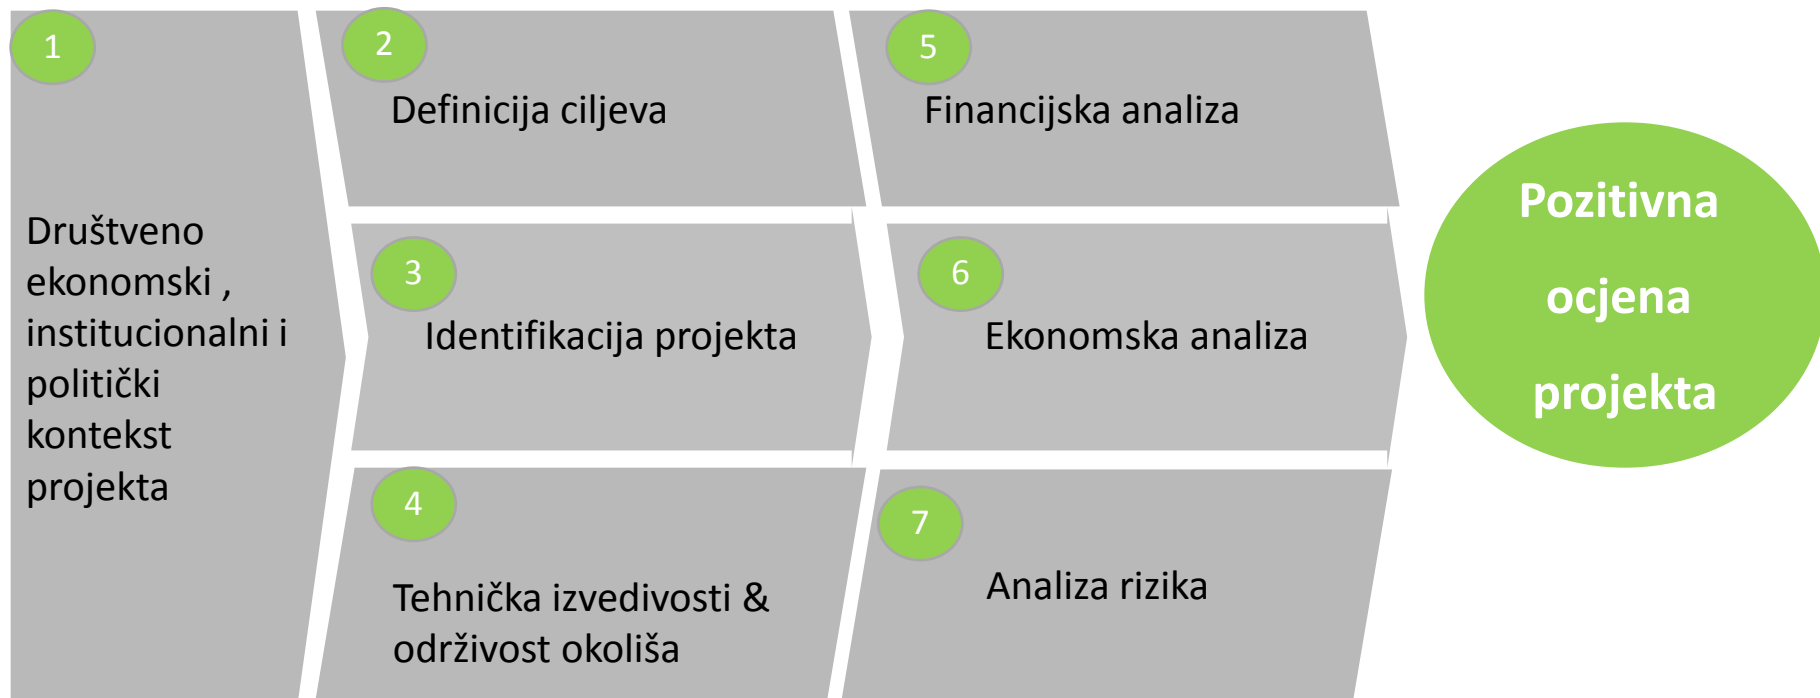 1
Društveno
ekonomski ,
institucionalni i
politički
kontekst
projekta
2
Definicija ciljeva
3
Identifikacija projekta
4
Tehnička izvedivosti &
održivost okoliša
5
Financijska analiza
6
Ekonomska analiza
7
Analiza rizika
Pozitivna
ocjena
projekta